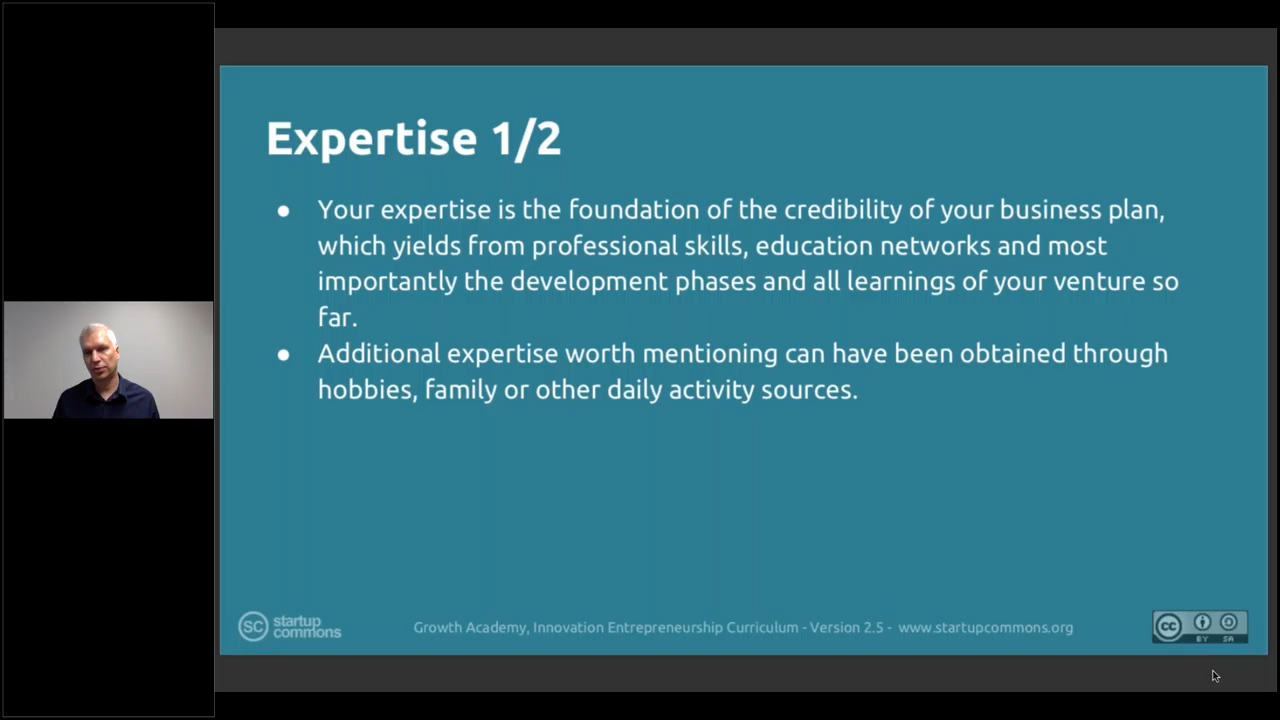 Expertise 1/2
● Your expertise is the foundation of the credibility of your business plan,
which yields from professional skills, education networks and most
importantly the development phases and all learnings of your venture so
far.
● Additional expertise worth mentioning can have been obtained through
hobbies, family or other daily activity sources.
SC startup
commons
Growth Academy, Innovation Entrepreneurship Curriculum - Version 2.5 - www.startupcommons.org
cc BY SA